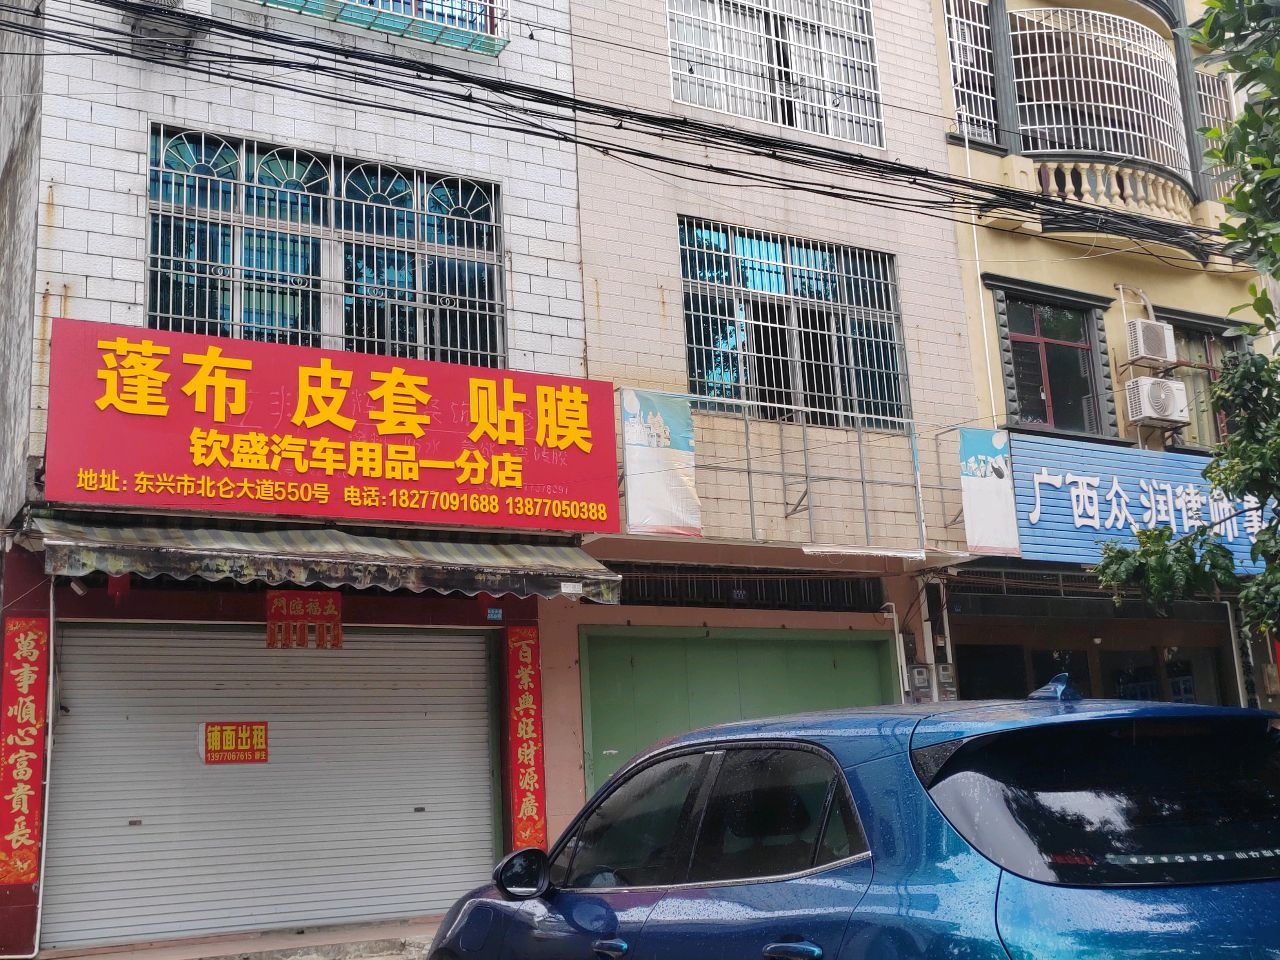 蓬布 皮套 贴膜
钦盛汽车用品一分店
地址: 东兴市北仑大道550号 电话:18277091688 13877050388
广西众润律师事
門臨福五
萬事順心富貴長
百業興旺財源廣
铺面出租
13977067615